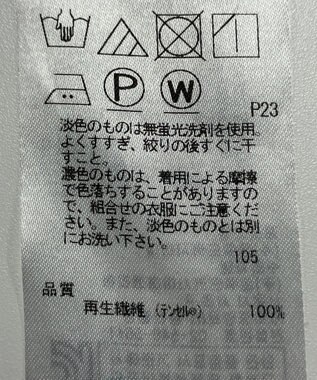 P
W
P23
淡色のものは無蛍光洗剤を使用。
よくすすぎ、絞りの後すぐに干
すこと。
濃色のものは、着用による摩擦
で色落ちすることがありますの
で、組合せの衣服にご注意くだ
さい。また、淡色のものとは別
にお洗い下さい。
105
品質
再生繊維 (テンセル®) 100%